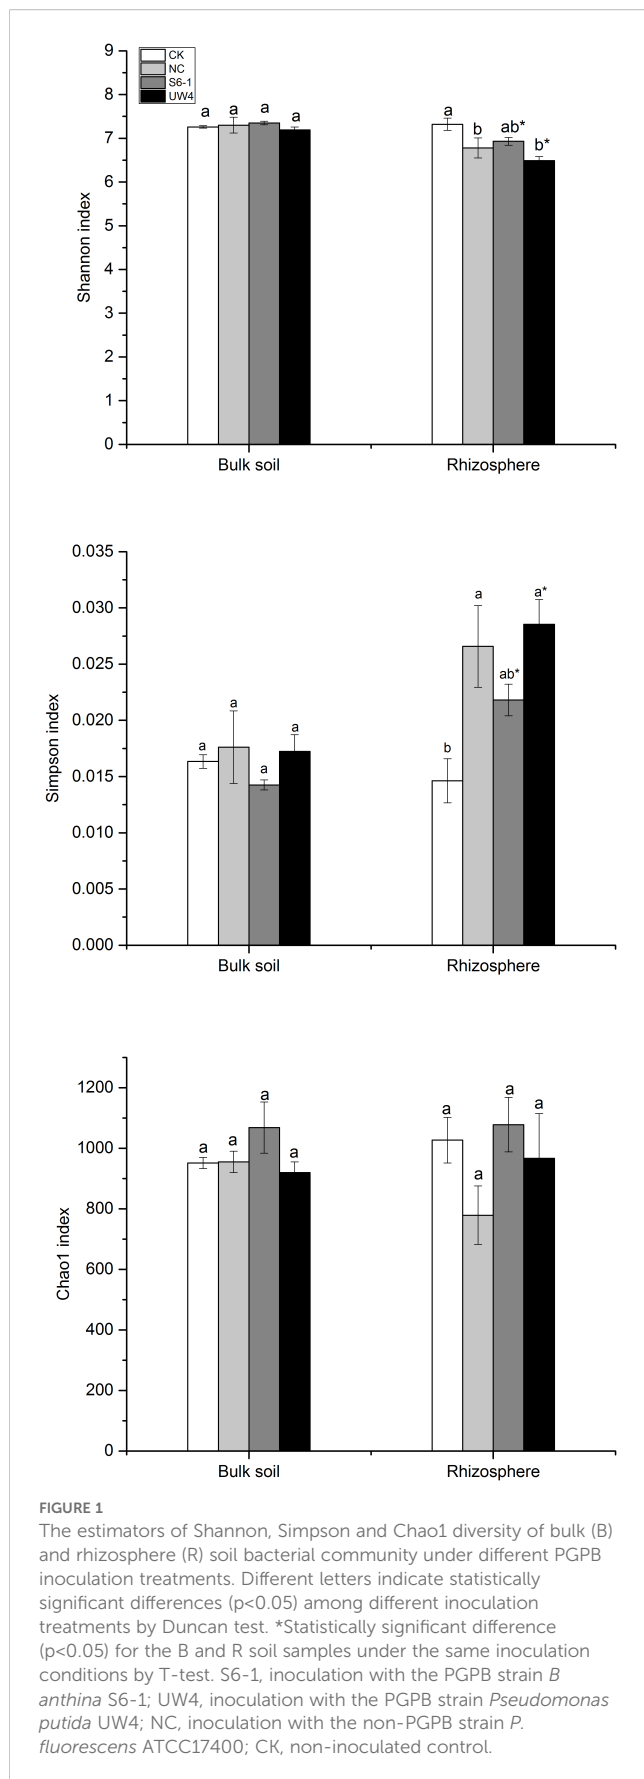 9
8
7
6
5
4
3
2
1
0
Shannon index
CK
NC
S6-1
UW4
a a a a
a b ab* b*
Bulk soil Rhizosphere
0.035
0.030
0.025
0.020
0.015
0.010
0.005
0.000
Simpson index
a a a a
b a ab* a*
Bulk soil Rhizosphere
1200
1000
800
600
400
200
0
Chao1 index
a a a a
a a a a
Bulk soil Rhizosphere
FIGURE 1
The estimators of Shannon, Simpson and Chao1 diversity of bulk (B)
and rhizosphere (R) soil bacterial community under different PGPB
inoculation treatments. Different letters indicate statistically
significant differences (p<0.05) among different inoculation
treatments by Duncan test. *Statistically significant difference
(p<0.05) for the B and R soil samples under the same inoculation
conditions by T-test. S6-1, inoculation with the PGPB strain B
anthina S6-1; UW4, inoculation with the PGPB strain Pseudomonas
putida UW4; NC, inoculation with the non-PGPB strain P.
fluorescens ATCC17400; CK, non-inoculated control.